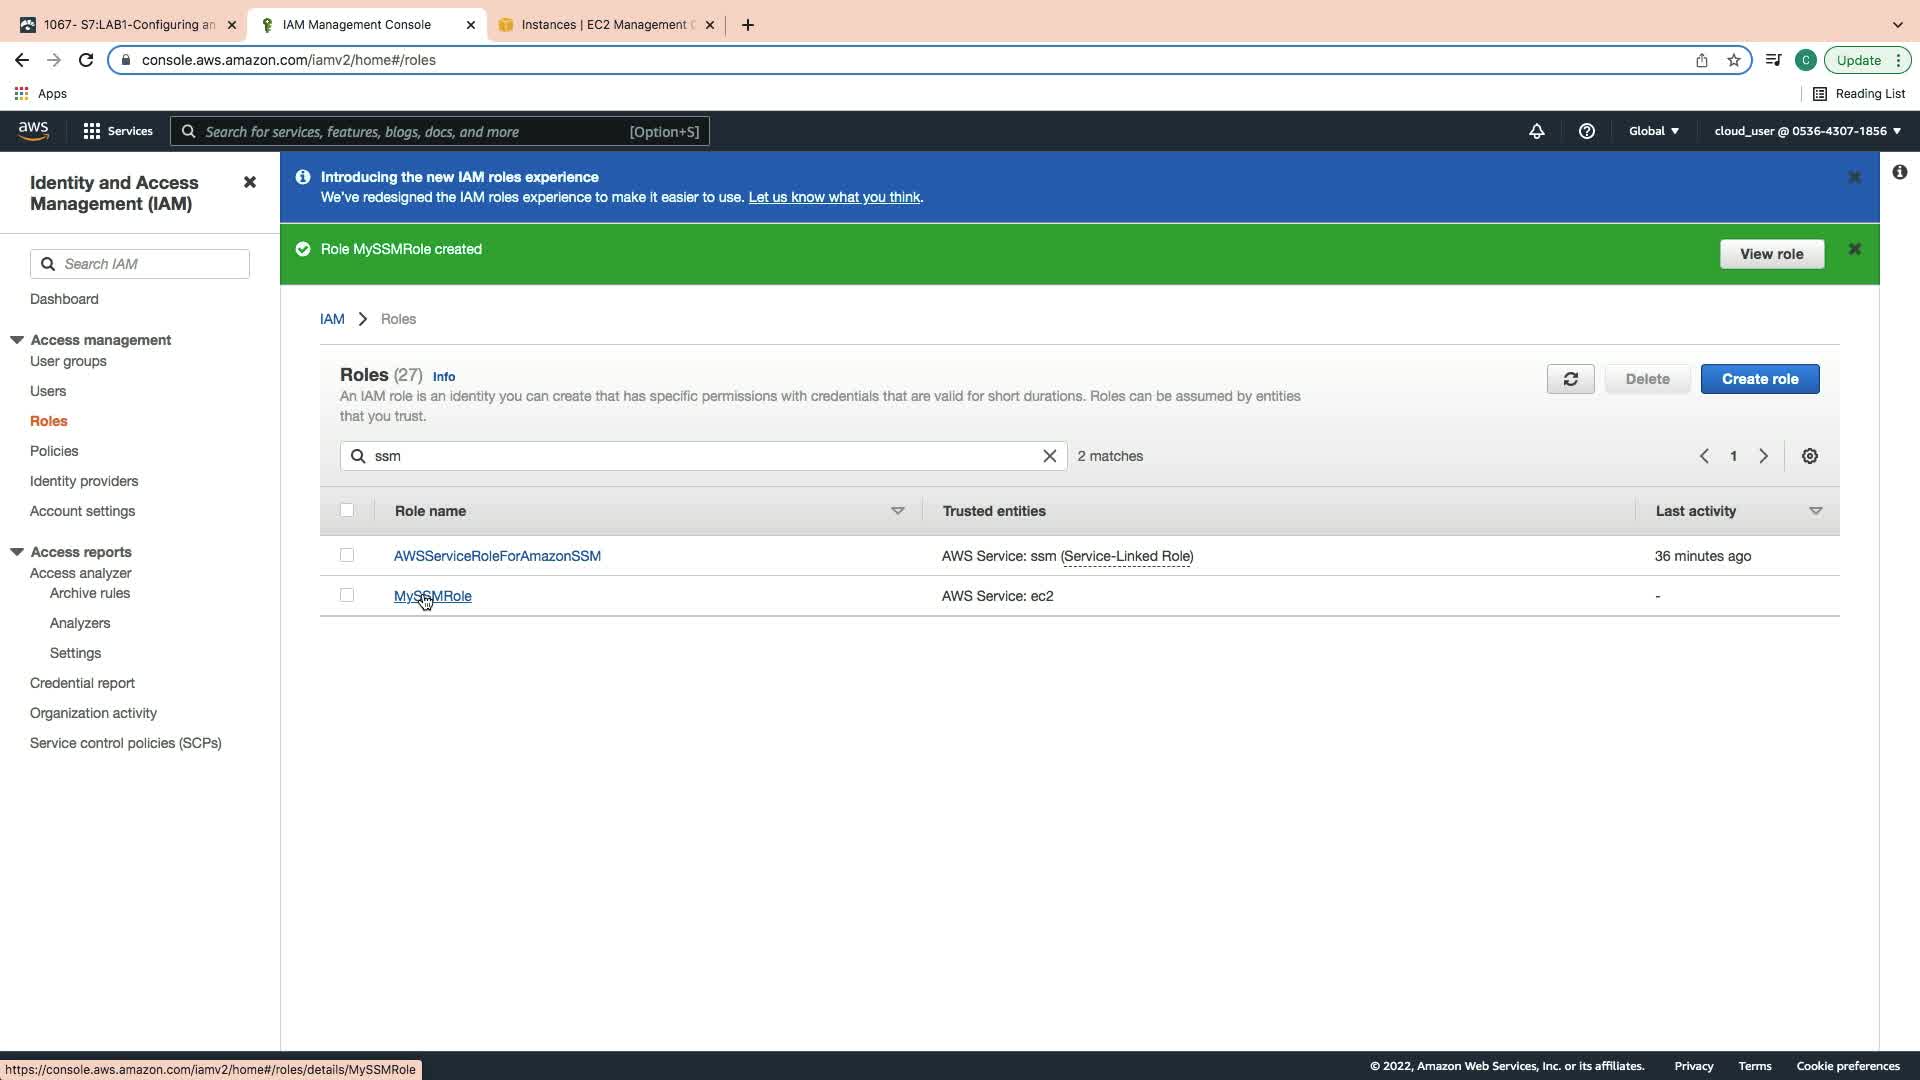 1067- S7:LAB1-Configuring an
IAM Management Console
Instances | EC2 Management C
console.aws.amazon.com/iamv2/home#/roles
C
Update
Apps
Reading List
aws
Services
Search for services, features, blogs, docs, and more
[Option+S]
Global
cloud_user @ 0536-4307-1856
Identity and Access
Management (IAM)
Search IAM
Dashboard
Access management
User groups
Users
Roles
Policies
Identity providers
Account settings
Access reports
Access analyzer
Archive rules
Analyzers
Settings
Credential report
Organization activity
Service control policies (SCPs)
Introducing the new IAM roles experience
We've redesigned the IAM roles experience to make it easier to use. Let us know what you think.
Role MySSMRole created
View role
IAM > Roles
Roles (27) Info
An IAM role is an identity you can create that has specific permissions with credentials that are valid for short durations. Roles can be assumed by entities
that you trust.
Delete
Create role
ssm
2 matches
1
Role name
Trusted entities
Last activity
AWSServiceRoleForAmazonSSM
AWS Service: ssm (Service-Linked Role)
36 minutes ago
MySSMRole
AWS Service: ec2
-
https://console.aws.amazon.com/iamv2/home#/roles/details/MySSMRole
© 2022, Amazon Web Services, Inc. or its affiliates.
Privacy
Terms
Cookie preferences